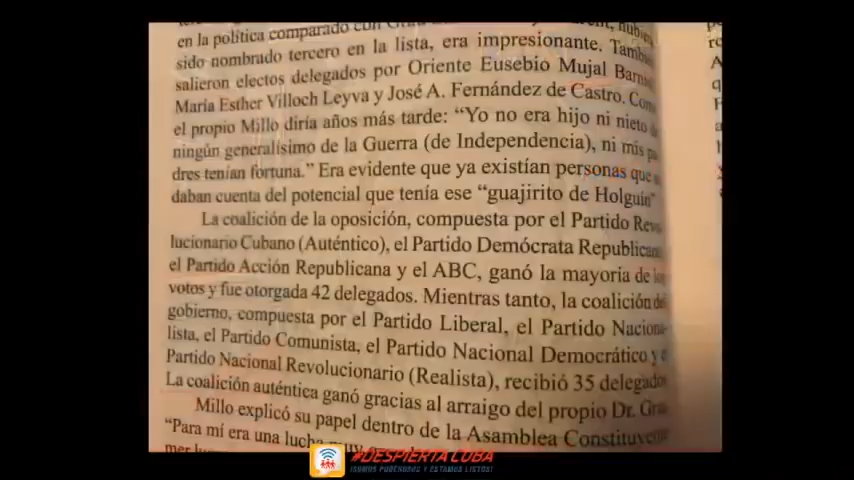 en la política comparado con
sido nombrado tercero en la lista, era impresionante.
salieron electos delegados por Oriente Eusebio Mujal
María Esther Villoch Leyva y José A. Fernández de Castro.
el propio Millo diría años más tarde: “Yo no era hijo ni nieto
ningún generalísimo de la Guerra (de Independencia), ni mis
dres tenían fortuna.” Era evidente que ya existían personas que
daban cuenta del potencial que tenía ese “guajirito de Holguín”
La coalición de la oposición, compuesta por el Partido
lucionario Cubano (Auténtico), el Partido Demócrata
el Partido Acción Republicana y el ABC, ganó la mayoria de
votos y fue otorgada 42 delegados. Mientras tanto, la coalición
gobierno, compuesta por el Partido Liberal, el Partido
lista, el Partido Comunista, el Partido Nacional Democrático y
Partido Nacional Revolucionario (Realista), recibió 35 delegados
La coalición auténtica ganó gracias al arraigo del propio Dr.
Millo explicó su papel dentro de la Asamblea
“Para mí era una lucha muy
#DESPIERTA CUBA
¡SOMOS PODEROSOS Y ESTAMOS LISTOS!